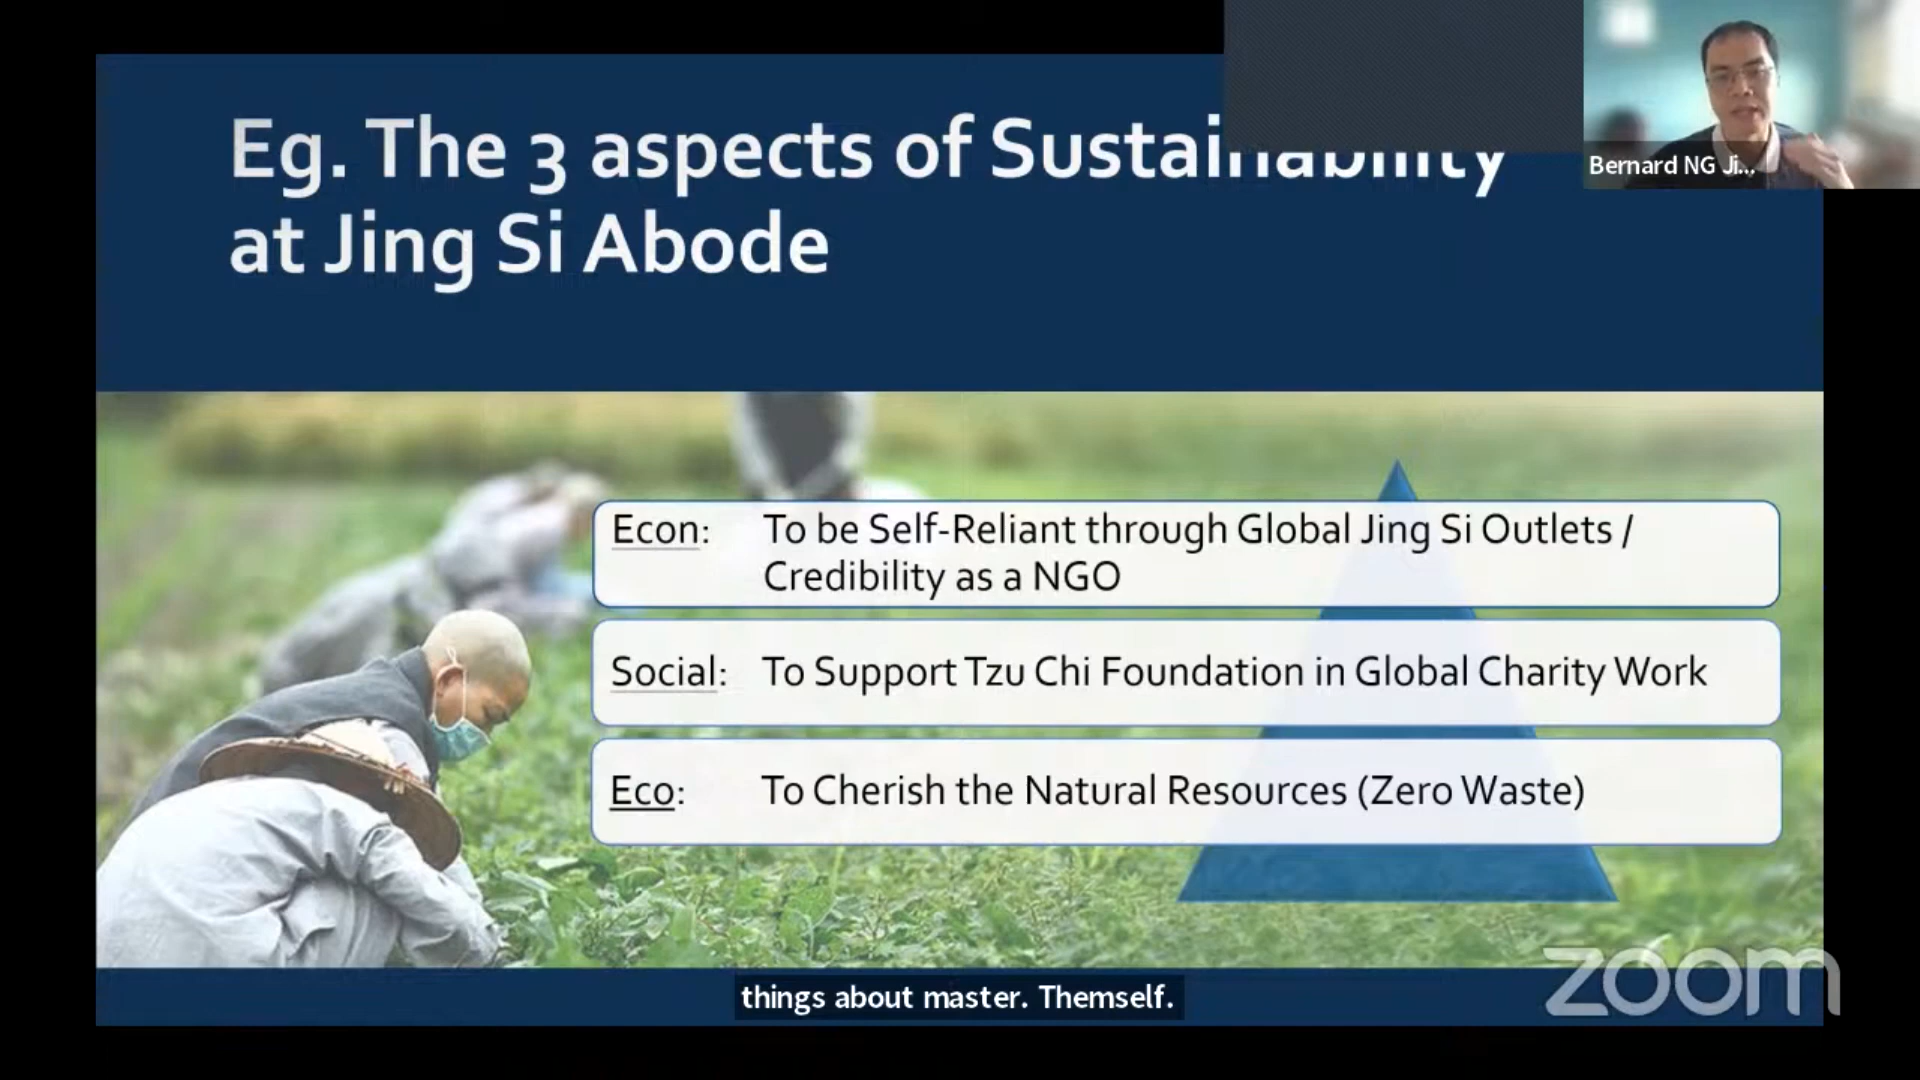 Eg. The 3 aspects of Sustainability
at Jing Si Abode
Bernard NG Ji...
Econ: To be Self-Reliant through Global Jing Si Outlets /
Credibility as a NGO
Social: To Support Tzu Chi Foundation in Global Charity Work
Eco: To Cherish the Natural Resources (Zero Waste)
things about master. Themself.
zoom